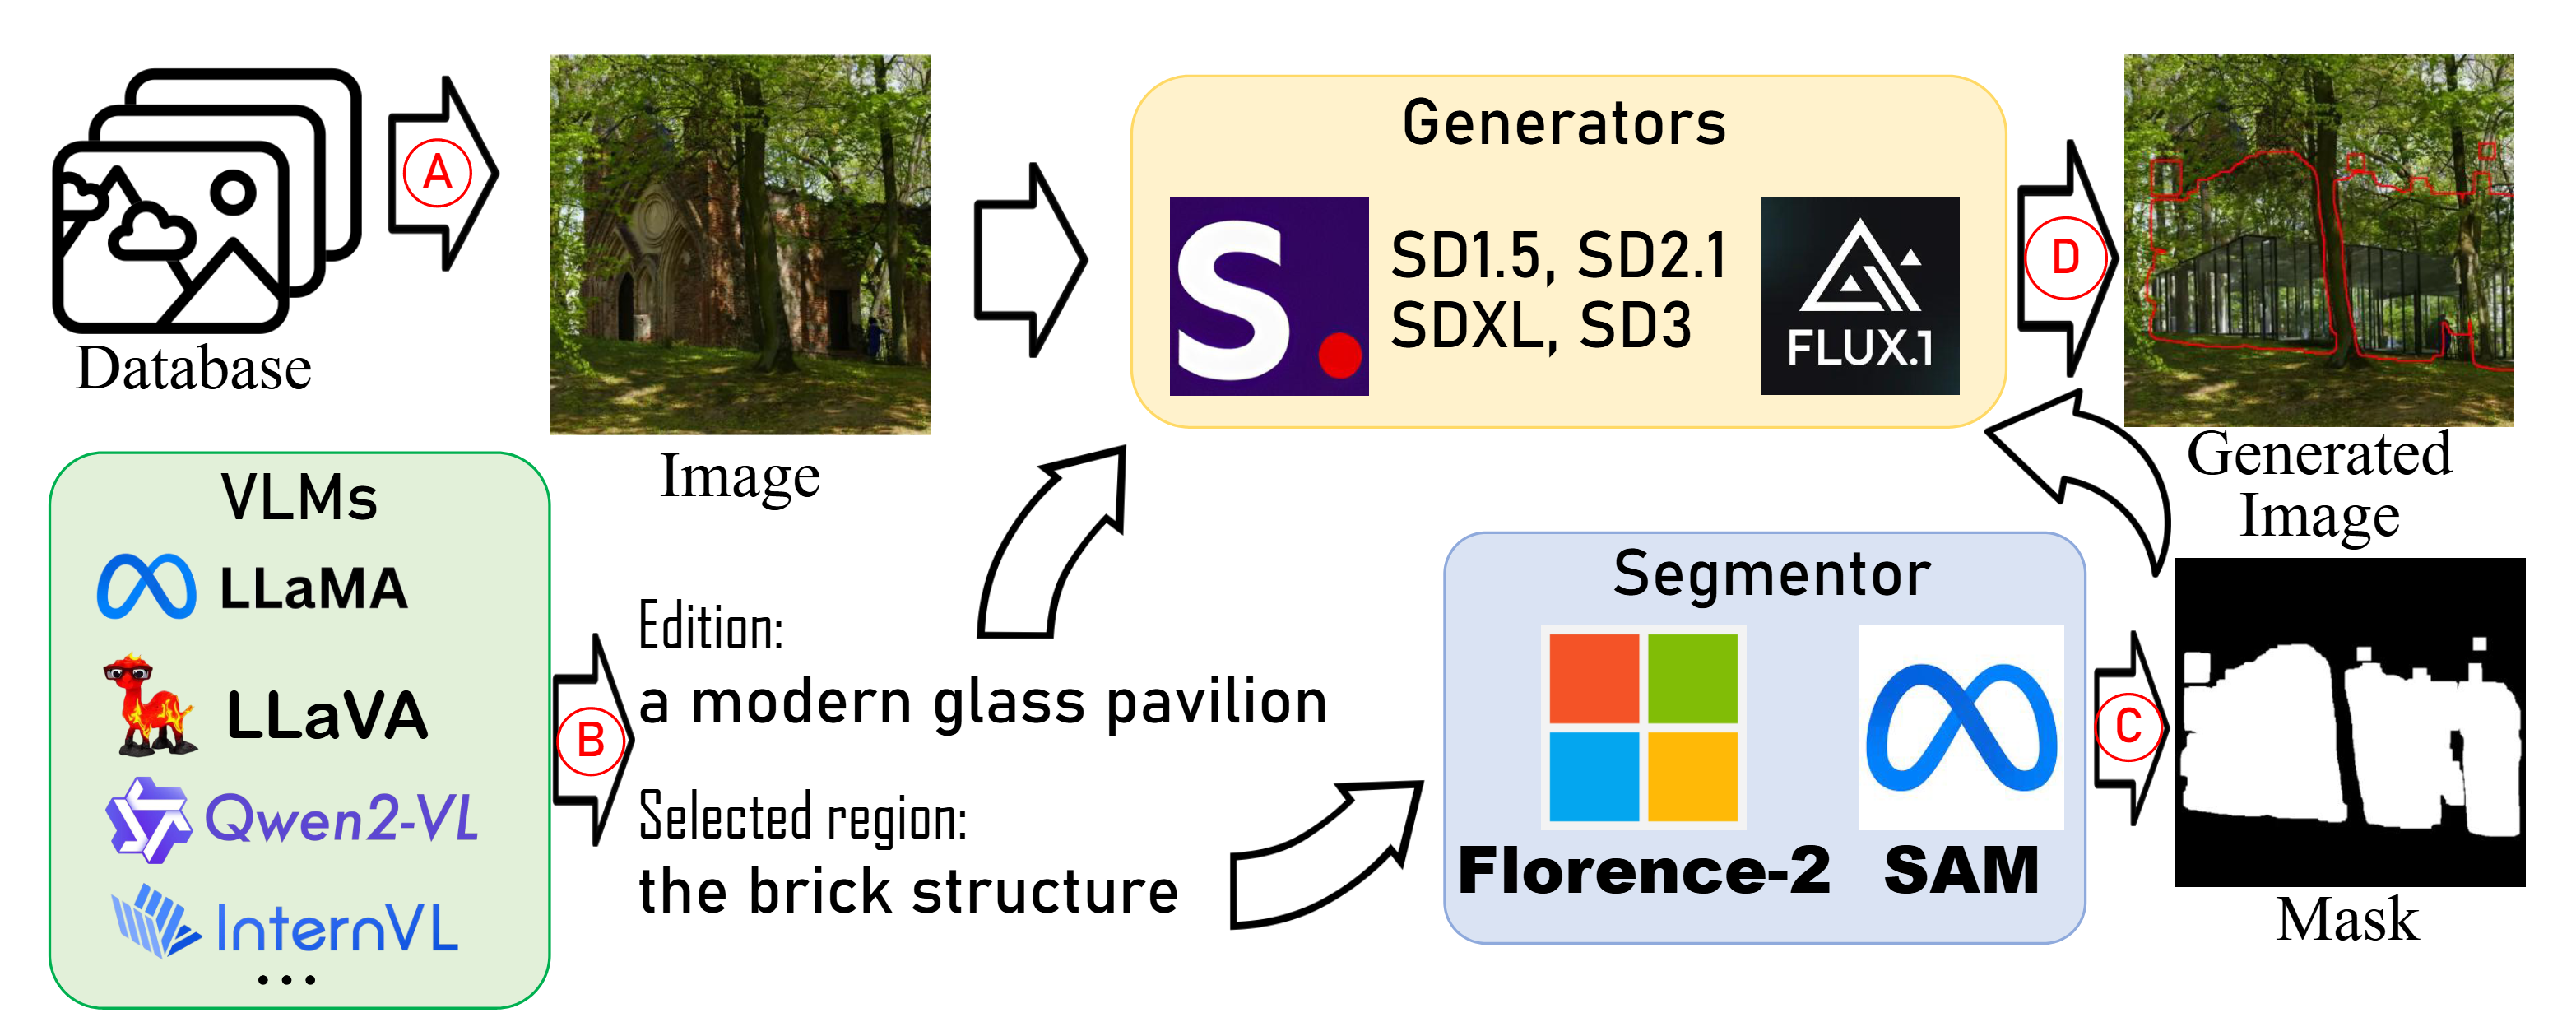 A
Database
Image
Generators
S.
SD1.5, SD2.1
SDXL, SD3
FLUX.1
D
Generated
Image
VLMs
LLaMA
LLaVA
Qwen2-VL
InternVL
...
B
Edition:
a modern glass pavilion
Selected region:
the brick structure
Segmentor
Florence-2
SAM
C
Mask